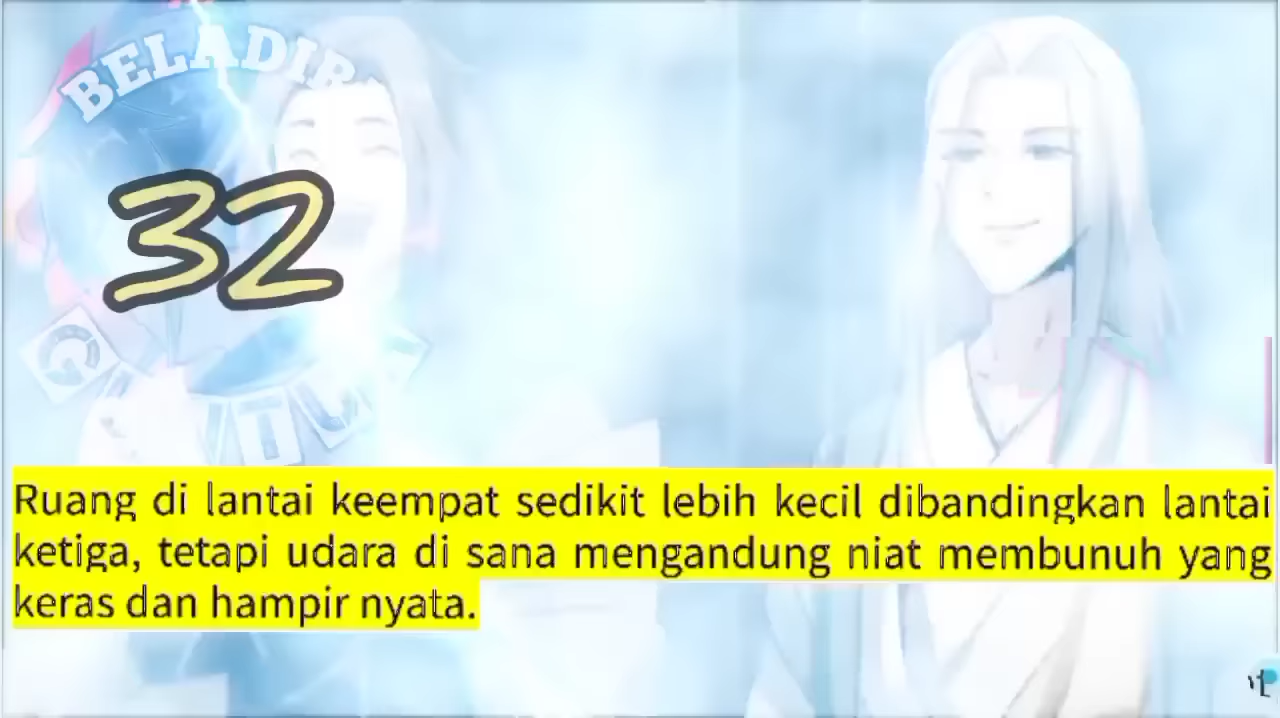 BELADIRI
32
Ruang di lantai keempat sedikit lebih kecil dibandingkan lantai
ketiga, tetapi udara di sana mengandung niat membunuh yang
keras dan hampir nyata.